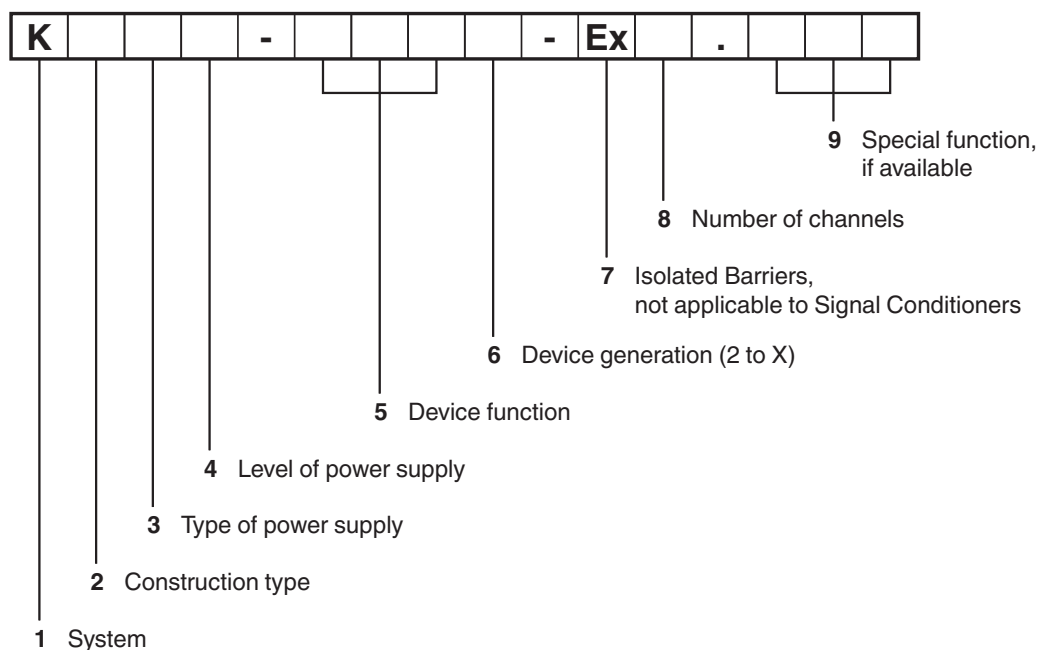 K - - Ex .
9 Special function,
if available
8 Number of channels
7 Isolated Barriers,
not applicable to Signal Conditioners
6 Device generation (2 to X)
5 Device function
4 Level of power supply
3 Type of power supply
2 Construction type
1 System